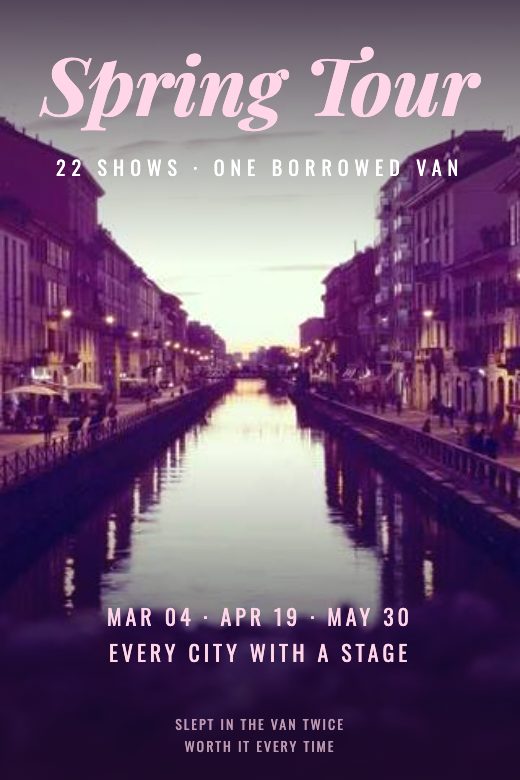 Spring Tour
22 SHOWS · ONE BORROWED VAN
MAR 04 · APR 19 · MAY 30
EVERY CITY WITH A STAGE
SLEPT IN THE VAN TWICE
WORTH IT EVERY TIME